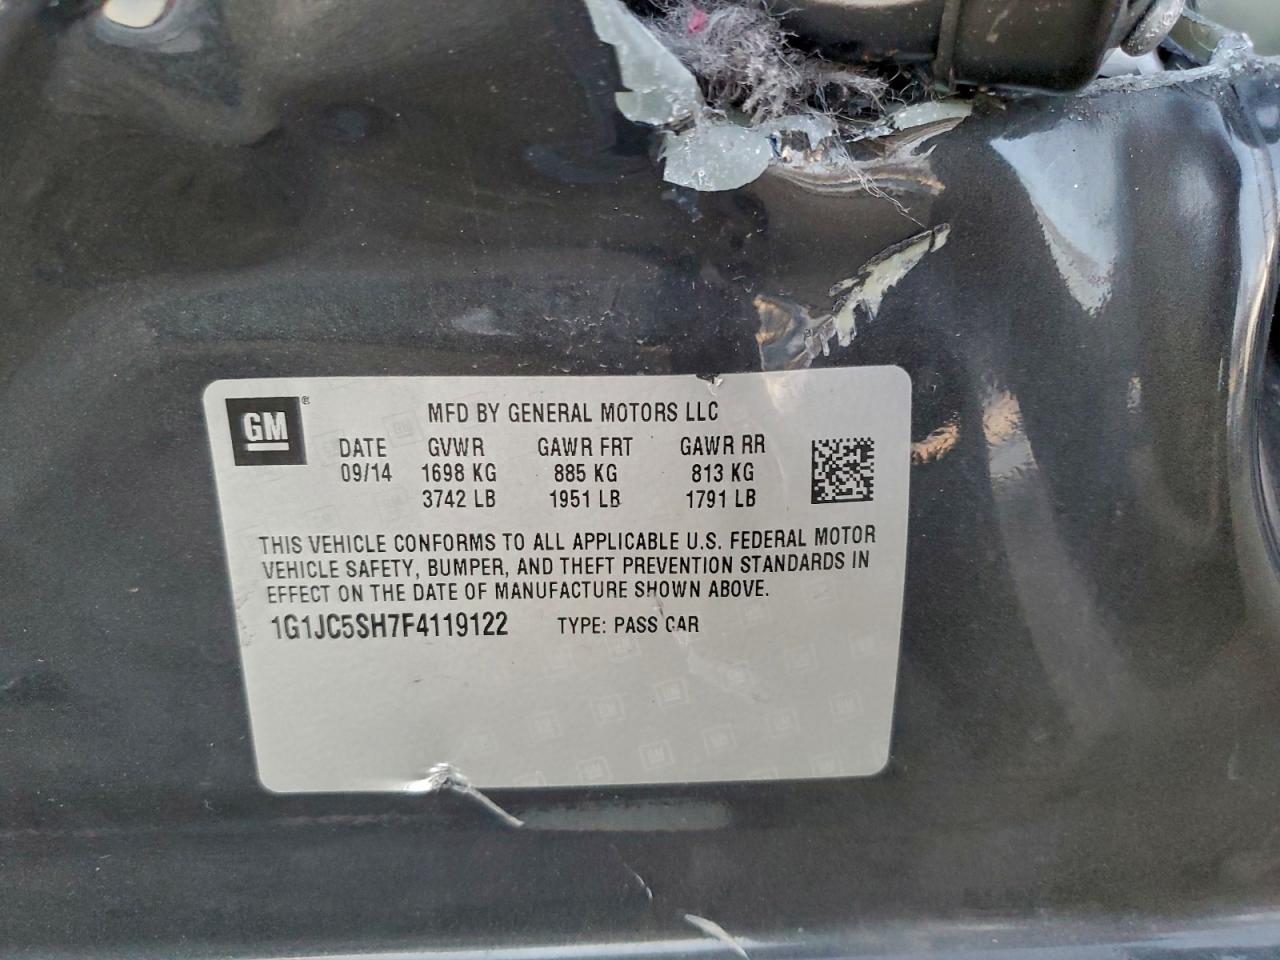 GM ®
MFD BY GENERAL MOTORS LLC
DATE GVWR GAWR FRT GAWR RR
09/14 1698 KG 885 KG 813 KG
3742 LB 1951 LB 1791 LB
THIS VEHICLE CONFORMS TO ALL APPLICABLE U.S. FEDERAL MOTOR
VEHICLE SAFETY, BUMPER, AND THEFT PREVENTION STANDARDS IN
EFFECT ON THE DATE OF MANUFACTURE SHOWN ABOVE.
1G1JC5SH7F4119122 TYPE: PASS CAR